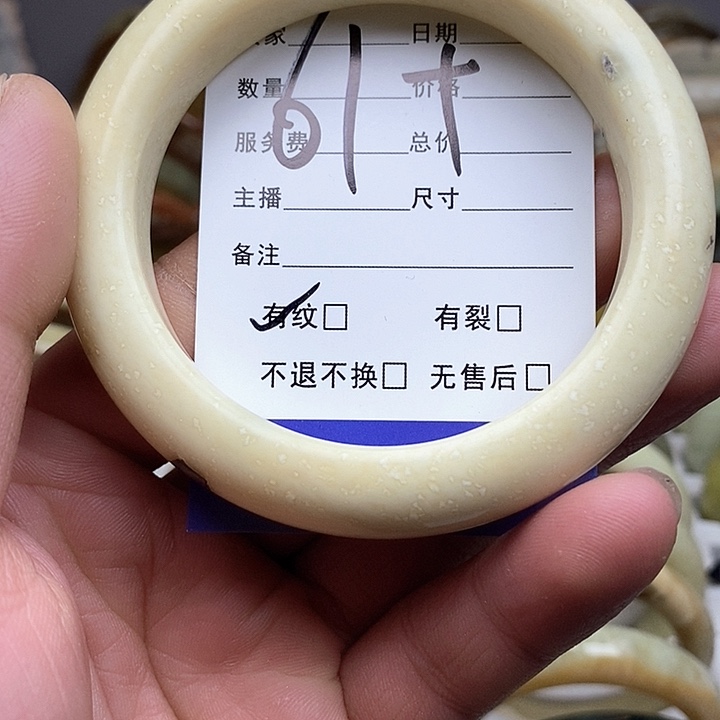 家 日期
数量 价格
服务费 总价
主播 尺寸
备注
有纹 有裂
不退不换 无售后
61 +